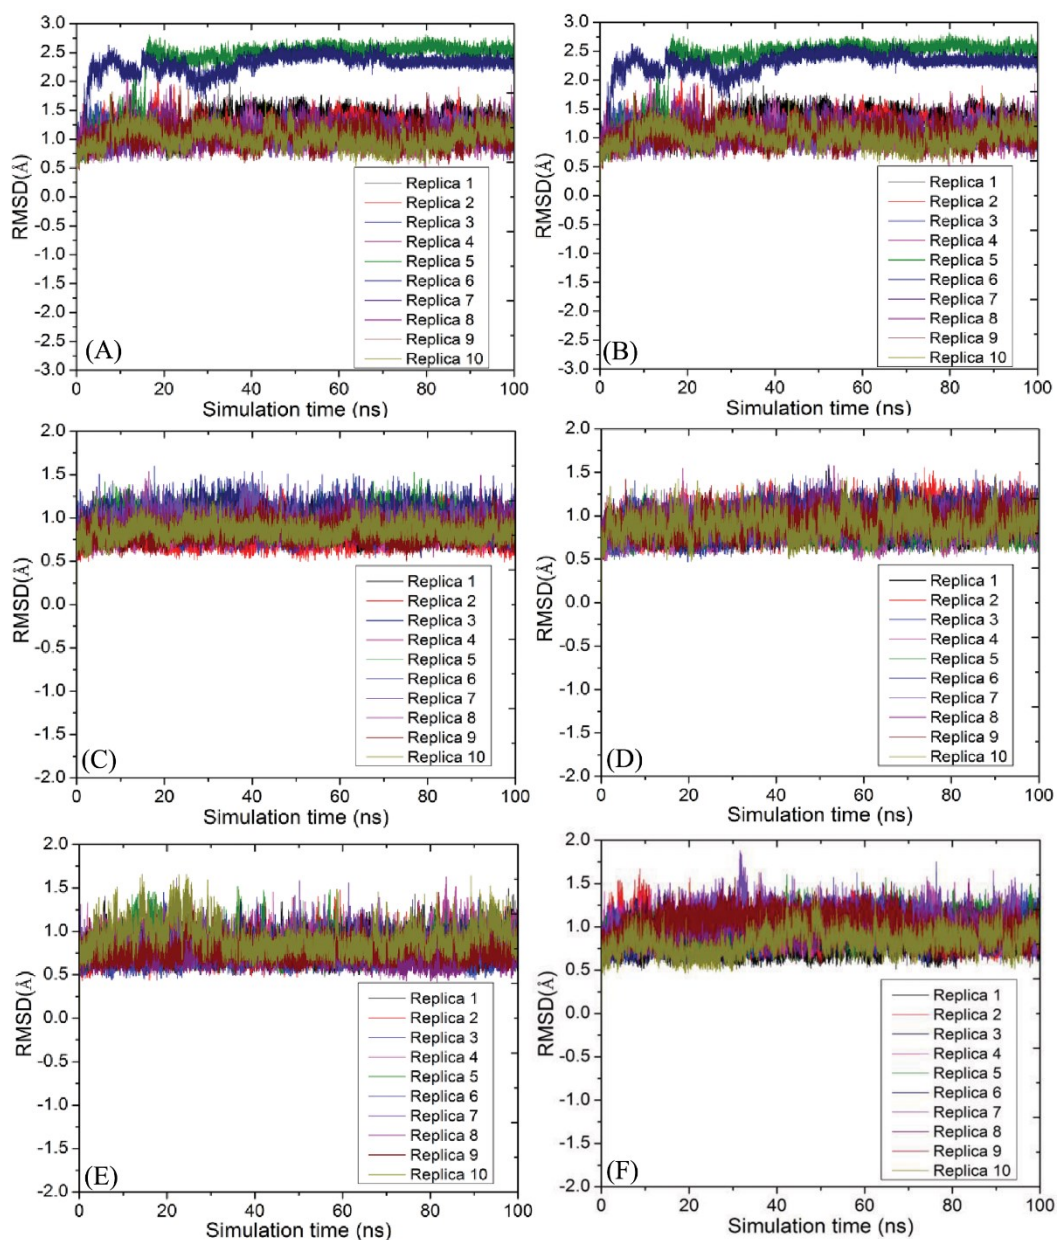 3.0
2.5
2.0
1.5
1.0
0.5
0.0
-0.5
-1.0
-1.5
-2.0
-2.5
-3.0
RMSD(Å)
Replica 1
Replica 2
Replica 3
Replica 4
Replica 5
Replica 6
Replica 7
Replica 8
Replica 9
Replica 10
(A)
0 20 40 60 80 100
Simulation time (ns)
3.0
2.5
2.0
1.5
1.0
0.5
0.0
-0.5
-1.0
-1.5
-2.0
-2.5
-3.0
RMSD(Å)
Replica 1
Replica 2
Replica 3
Replica 4
Replica 5
Replica 6
Replica 7
Replica 8
Replica 9
Replica 10
(B)
0 20 40 60 80 100
Simulation time (ns)
2.0
1.5
1.0
0.5
0.0
-0.5
-1.0
-1.5
-2.0
RMSD(Å)
Replica 1
Replica 2
Replica 3
Replica 4
Replica 5
Replica 6
Replica 7
Replica 8
Replica 9
Replica 10
(C)
0 20 40 60 80 100
Simulation time (ns)
2.0
1.5
1.0
0.5
0.0
-0.5
-1.0
-1.5
-2.0
RMSD(Å)
Replica 1
Replica 2
Replica 3
Replica 4
Replica 5
Replica 6
Replica 7
Replica 8
Replica 9
Replica 10
(D)
0 20 40 60 80 100
Simulation time (ns)
2.0
1.5
1.0
0.5
0.0
-0.5
-1.0
-1.5
-2.0
RMSD(Å)
Replica 1
Replica 2
Replica 3
Replica 4
Replica 5
Replica 6
Replica 7
Replica 8
Replica 9
Replica 10
(E)
0 20 40 60 80 100
Simulation time (ns)
2.0
1.5
1.0
0.5
0.0
-0.5
-1.0
-1.5
-2.0
RMSD(Å)
Replica 1
Replica 2
Replica 3
Replica 4
Replica 5
Replica 6
Replica 7
Replica 8
Replica 9
Replica 10
(F)
0 20 40 60 80 100
Simulation time (ns)